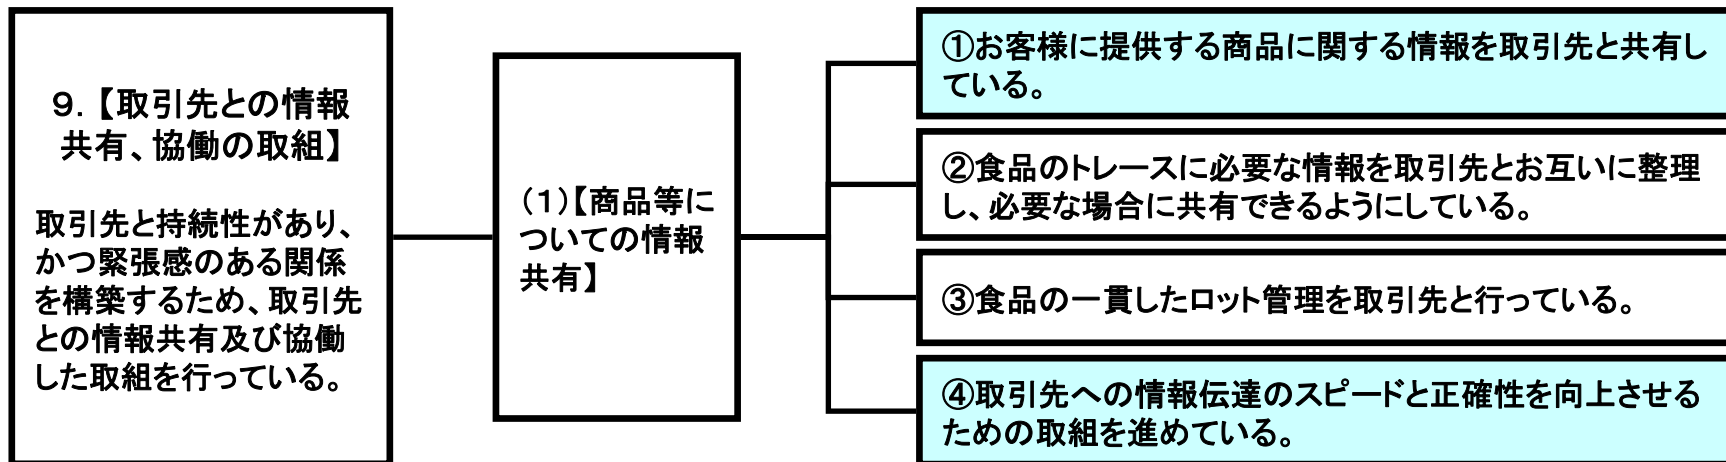 ９．【取引先との情報
共有、協働の取組】
取引先と持続性があり、
かつ緊張感のある関係
を構築するため、取引先
との情報共有及び協働
した取組を行っている。
（１）【商品等に
ついての情報
共有】
①お客様に提供する商品に関する情報を取引先と共有し
ている。
②食品のトレースに必要な情報を取引先とお互いに整理
し、必要な場合に共有できるようにしている。
③食品の一貫したロット管理を取引先と行っている。
④取引先への情報伝達のスピードと正確性を向上させる
ための取組を進めている。